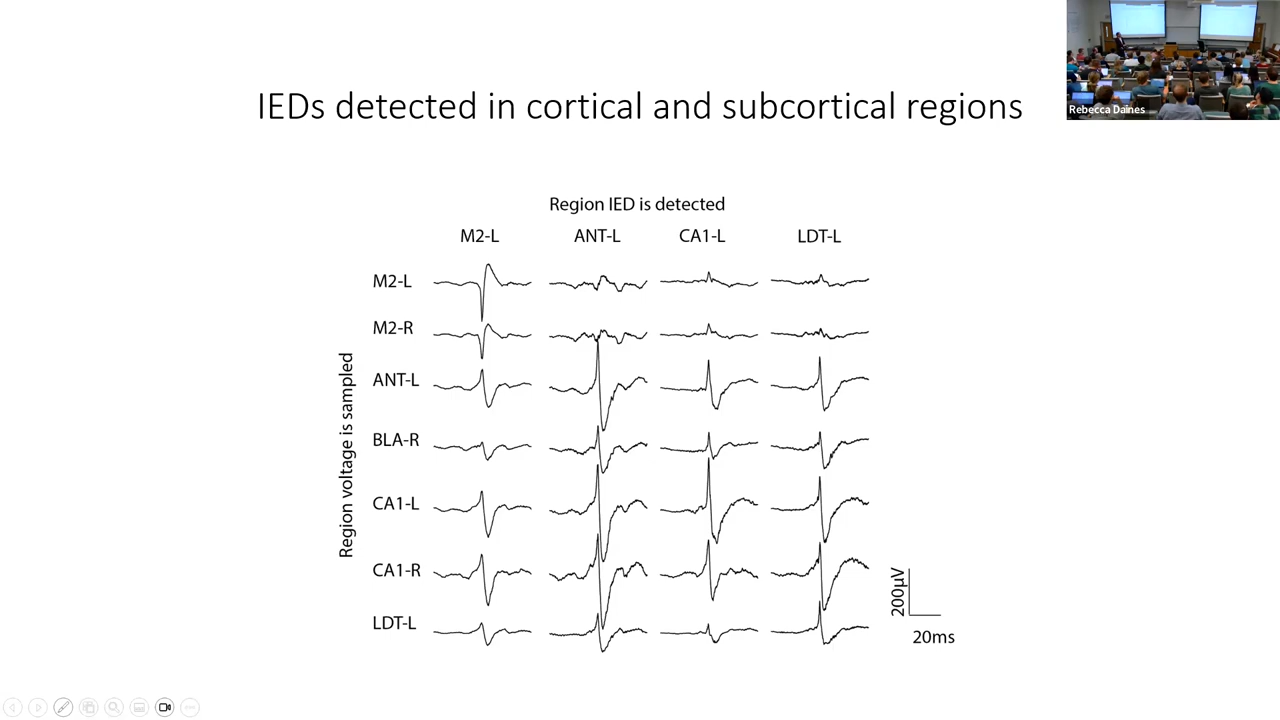 Rebecca Daines
IEDs detected in cortical and subcortical regions
Region IED is detected
M2-L ANT-L CA1-L LDT-L
Region voltage is sampled
M2-L
M2-R
ANT-L
BLA-R
CA1-L
CA1-R
LDT-L
200µV
20ms